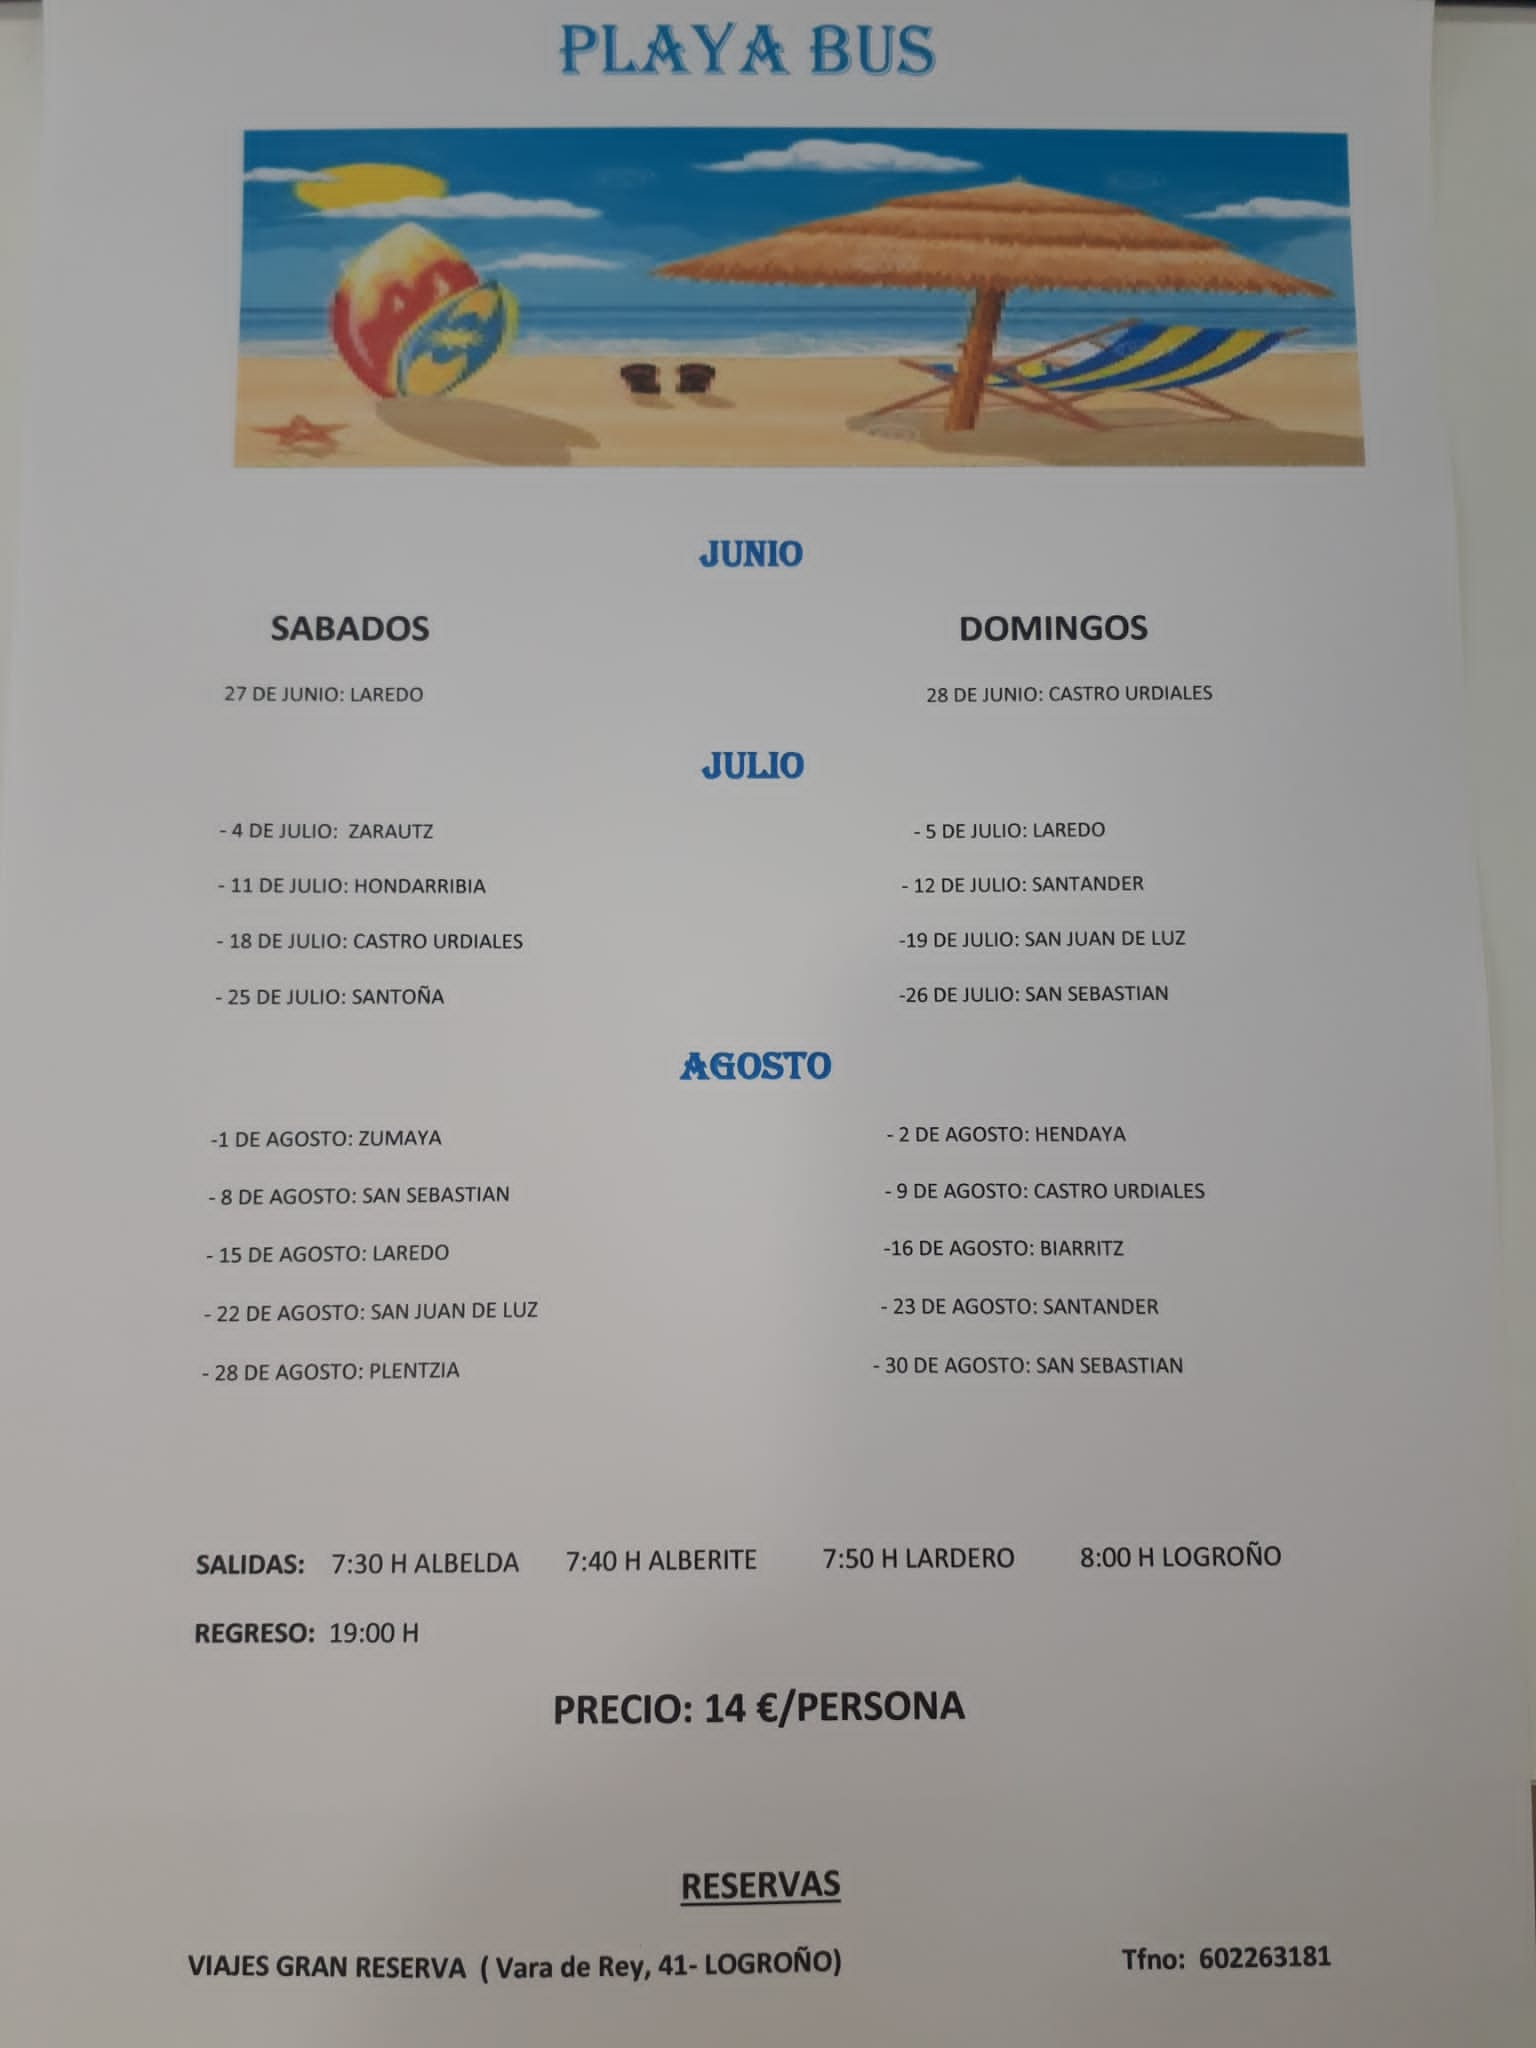 PLAYA BUS
JUNIO
SABADOS DOMINGOS
27 DE JUNIO: LAREDO 28 DE JUNIO: CASTRO URDIALES
JULIO
- 4 DE JULIO: ZARAUTZ - 5 DE JULIO: LAREDO
- 11 DE JULIO: HONDARRIBIA - 12 DE JULIO: SANTANDER
- 18 DE JULIO: CASTRO URDIALES -19 DE JULIO: SAN JUAN DE LUZ
- 25 DE JULIO: SANTOÑA -26 DE JULIO: SAN SEBASTIAN
AGOSTO
-1 DE AGOSTO: ZUMAYA - 2 DE AGOSTO: HENDAYA
- 8 DE AGOSTO: SAN SEBASTIAN - 9 DE AGOSTO: CASTRO URDIALES
- 15 DE AGOSTO: LAREDO -16 DE AGOSTO: BIARRITZ
- 22 DE AGOSTO: SAN JUAN DE LUZ - 23 DE AGOSTO: SANTANDER
- 28 DE AGOSTO: PLENTZIA - 30 DE AGOSTO: SAN SEBASTIAN
SALIDAS: 7:30 H ALBELDA 7:40 H ALBERITE 7:50 H LARDERO 8:00 H LOGROÑO
REGRESO: 19:00 H
PRECIO: 14 €/PERSONA
RESERVAS
VIAJES GRAN RESERVA ( Vara de Rey, 41- LOGROÑO) Tfno: 602263181